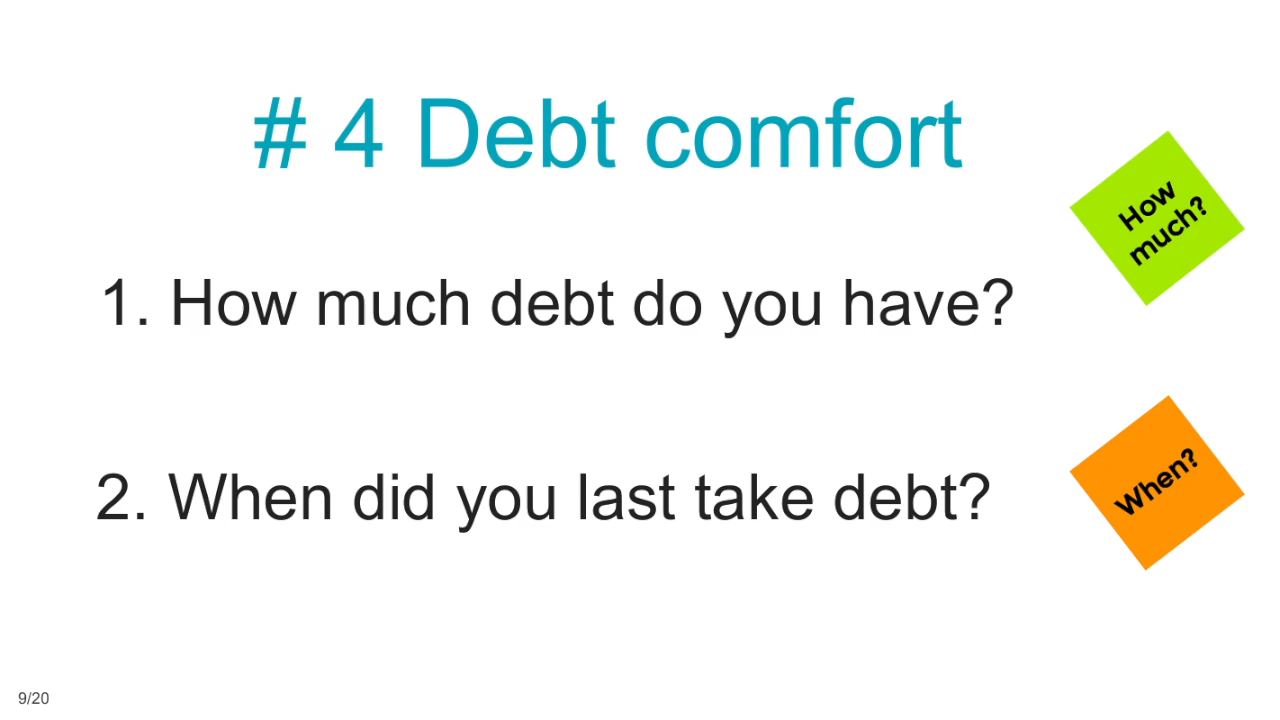 # 4 Debt comfort
How
much?
1. How much debt do you have?
When?
2. When did you last take debt?
9/20